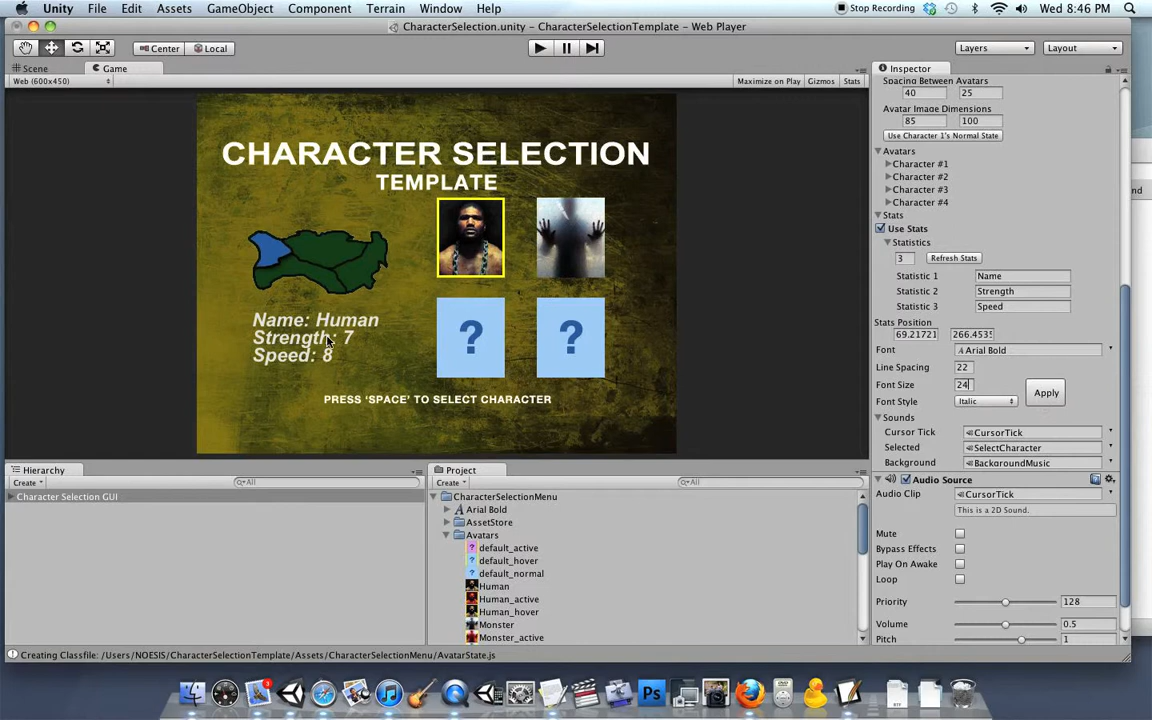 Unity File Edit Assets GameObject Component Terrain Window Help Stop Recording Wed 8:46 PM
CharacterSelection.unity - CharacterSelectionTemplate - Web Player
Center Local Layers Layout
Scene Game Inspector
Web (600x450) Maximize on Play Gizmos Stats
Spacing Between Avatars
40 25
Avatar Image Dimensions
85 100
Use Character 1's Normal State
Avatars
Character #1
Character #2
Character #3
Character #4
Stats
Use Stats
Statistics
3 Refresh Stats
Statistic 1 Name
Statistic 2 Strength
Statistic 3 Speed
Stats Position
69.21721 266.4535
Font Arial Bold
Line Spacing 22
Font Size 24
Apply
Font Style Italic
Sounds
Cursor Tick CursorTick
Selected SelectCharacter
Background BackgroundMusic
Audio Source
Audio Clip CursorTick
This is a 2D Sound.
Mute
Bypass Effects
Play On Awake
Loop
Priority 128
Volume 0.5
Pitch 1
CHARACTER SELECTION
TEMPLATE
Name: Human
Strength: 7
Speed: 8
? ?
PRESS 'SPACE' TO SELECT CHARACTER
Hierarchy
Create All
Character Selection GUI
Project
Create All
CharacterSelectionMenu
Arial Bold
AssetStore
Avatars
default_active
default_hover
default_normal
Human
Human_active
Human_hover
Monster
Monster_active
Creating Classfile: /Users/NOESIS/CharacterSelectionTemplate/Assets/CharacterSelectionMenu/AvatarState.js
3
Ps